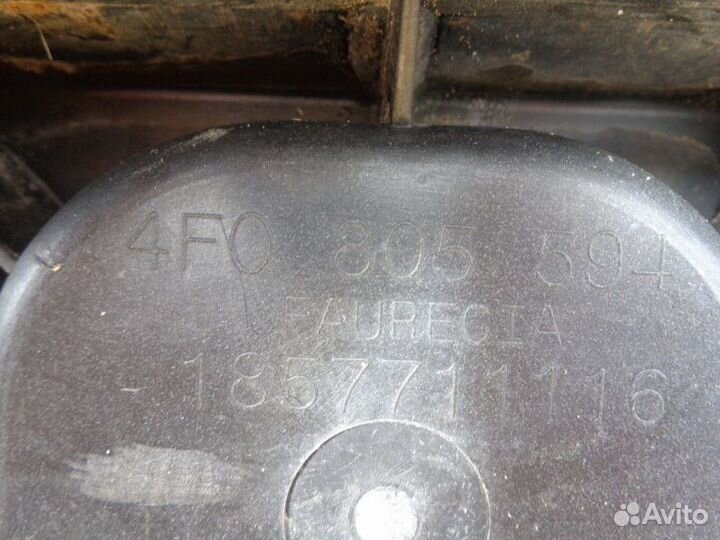 4F0 805 594
FAURECIA
- 1857711116
Avito